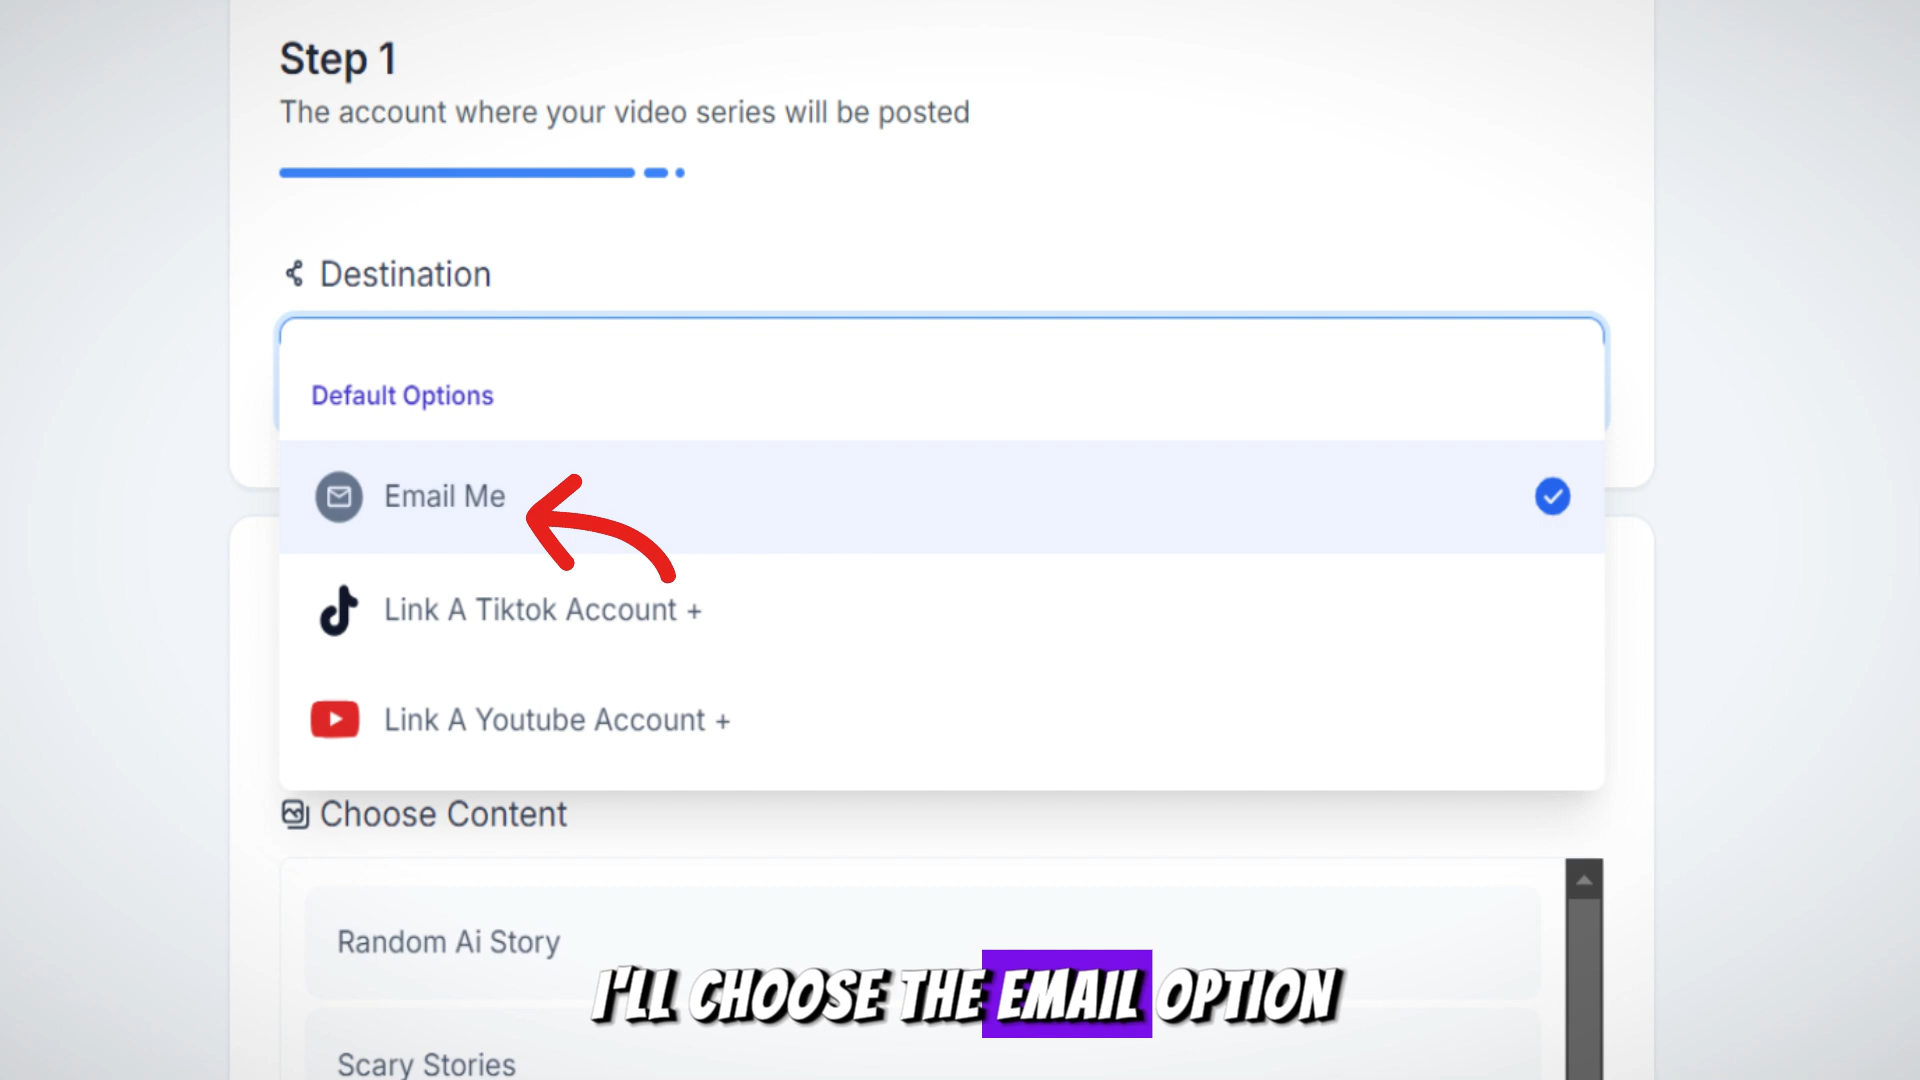 Step 1
The account where your video series will be posted
Destination
Default Options
Email Me
Link A Tiktok Account +
Link A Youtube Account +
Choose Content
Random Ai Story
I'LL CHOOSE THE EMAIL OPTION
Scary Stories